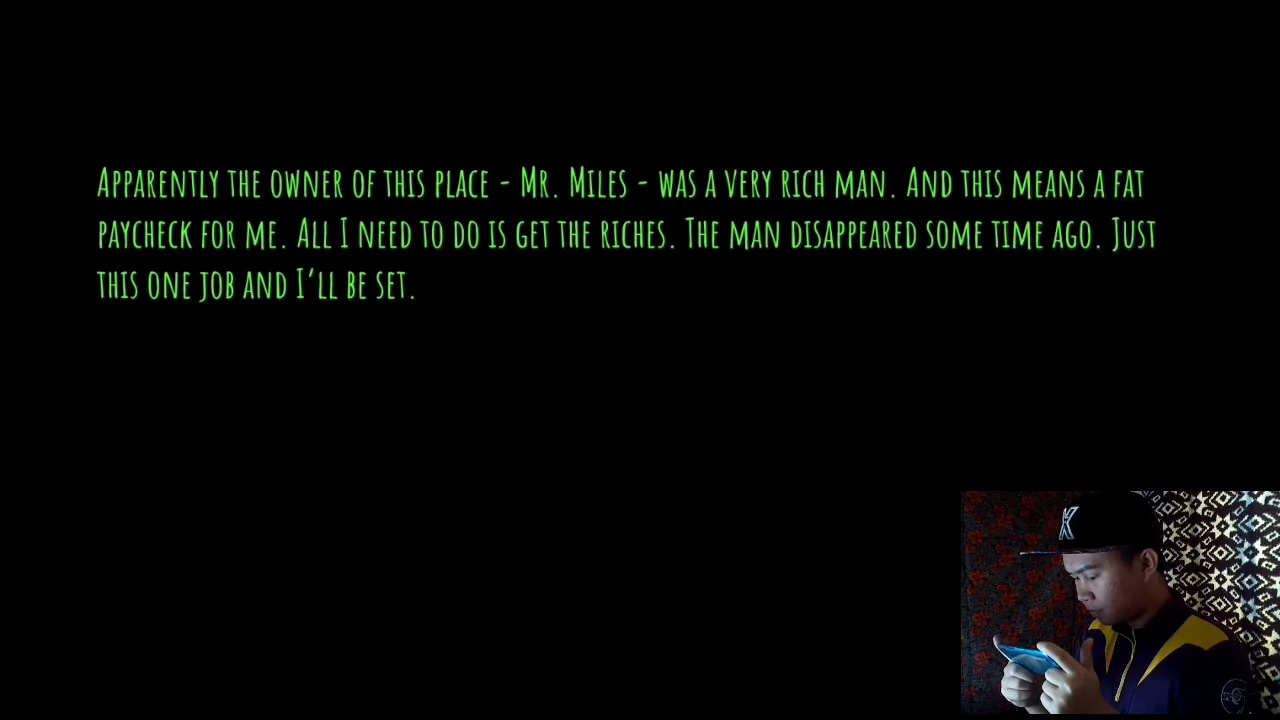 Apparently the owner of this place - Mr. Miles - was a very rich man. And this means a fat
paycheck for me. All I need to do is get the riches. The man disappeared some time ago. Just
this one job and I'll be set.
K